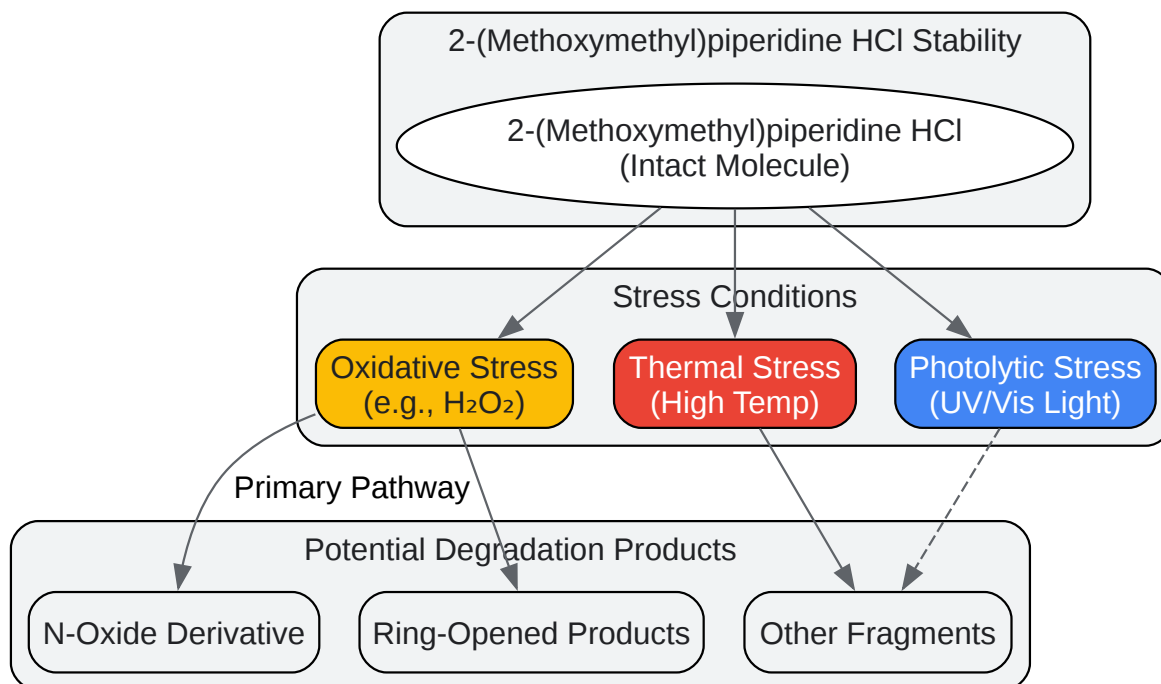 2-(Methoxymethyl)piperidine HCl Stability
2-(Methoxymethyl)piperidine HCl
(Intact Molecule)
Stress Conditions
Oxidative Stress
(e.g., H₂O₂)
Thermal Stress
(High Temp)
Photolytic Stress
(UV/Vis Light)
Primary Pathway
Potential Degradation Products
N-Oxide Derivative
Ring-Opened Products
Other Fragments